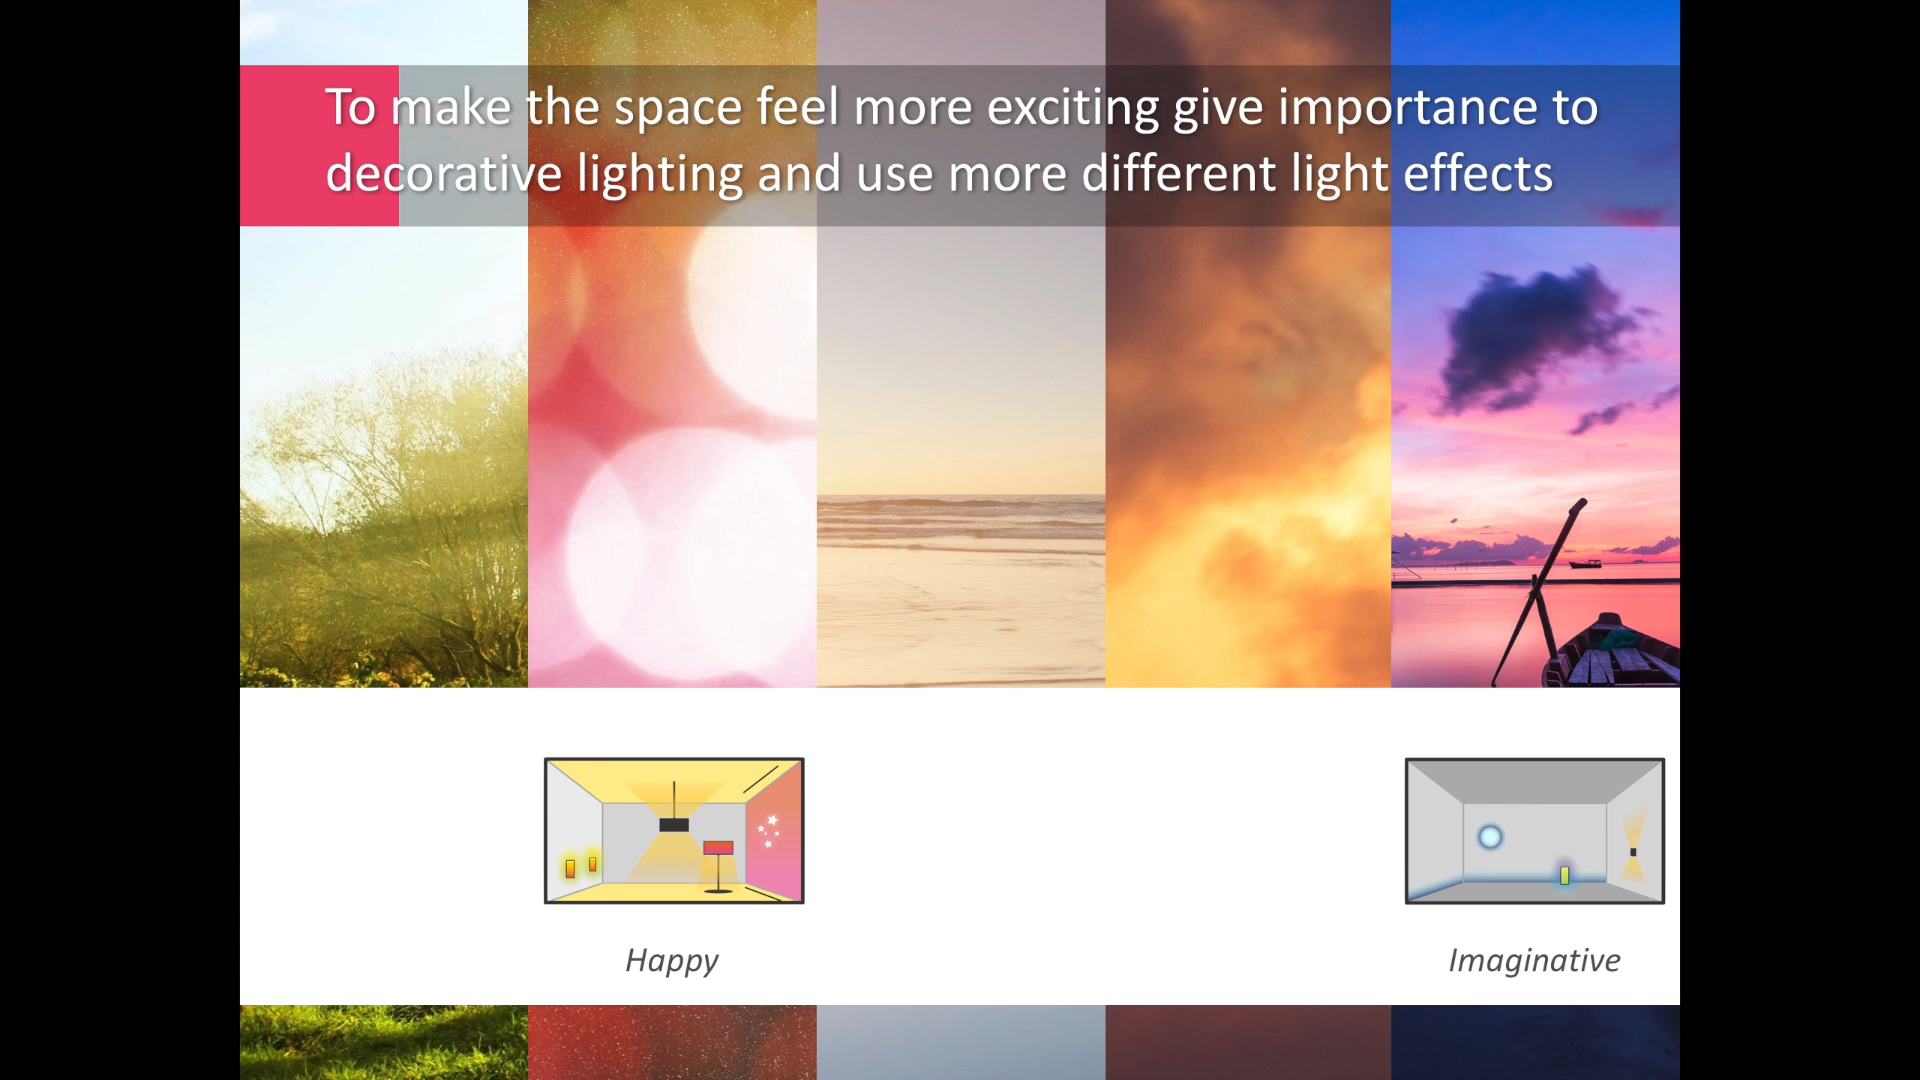 To make the space feel more exciting give importance to
decorative lighting and use more different light effects
Happy
Imaginative